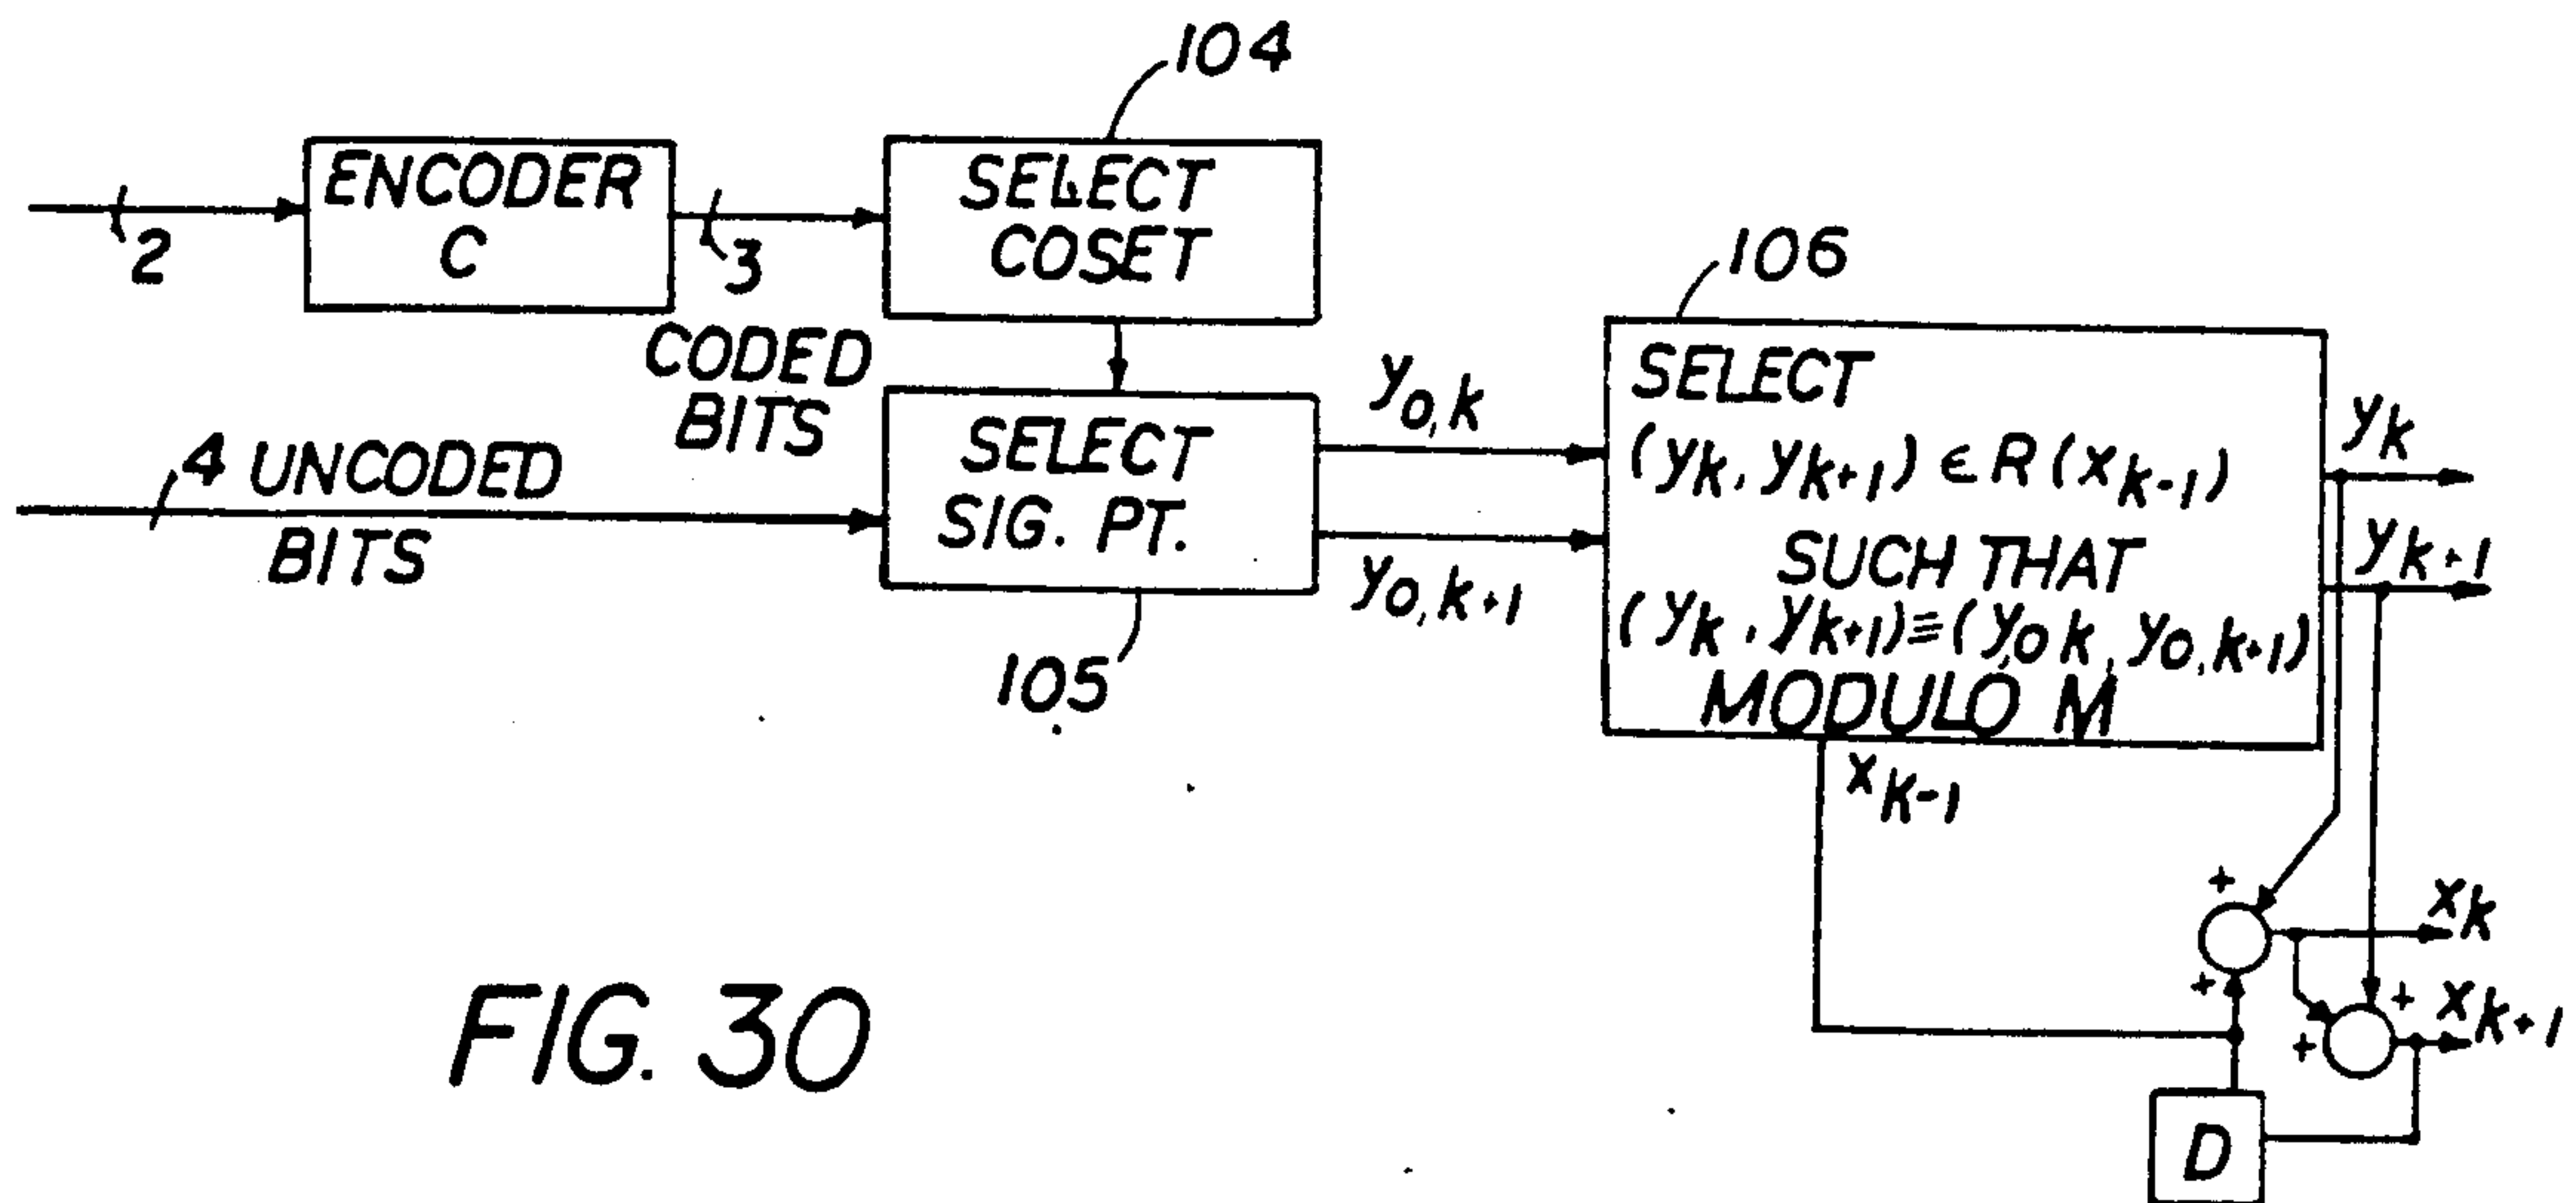 104
ENCODER
C
2
3
SELECT
COSET
CODED
BITS
4 UNCODED
BITS
SELECT
SIG. PT.
105
y0,k
y0,k+1
106
SELECT
(yk, yk+1) ∈ R(xk-1)
SUCH THAT
(yk, yk+1) ≡ (y0,k, y0,k+1)
MODULO M
yk
yk+1
xk-1
+
+
xk
+
+
xk+1
D
FIG. 30